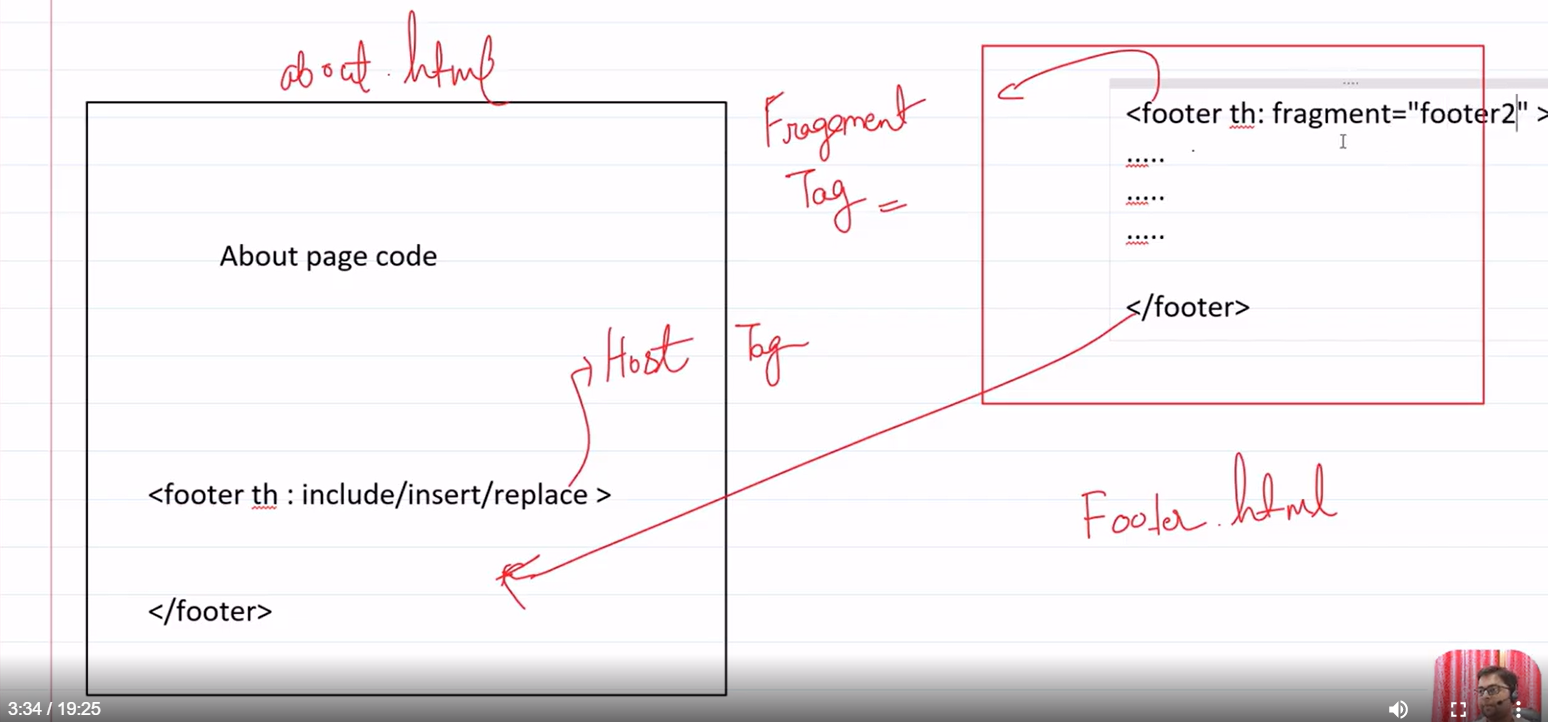 about.html
About page code
<footer th : include/insert/replace >
</footer>
Host Tag
Fragement
Tag =
<footer th: fragment="footer2" >
.....
.....
.....
</footer>
Footer.html
3:34 / 19:25